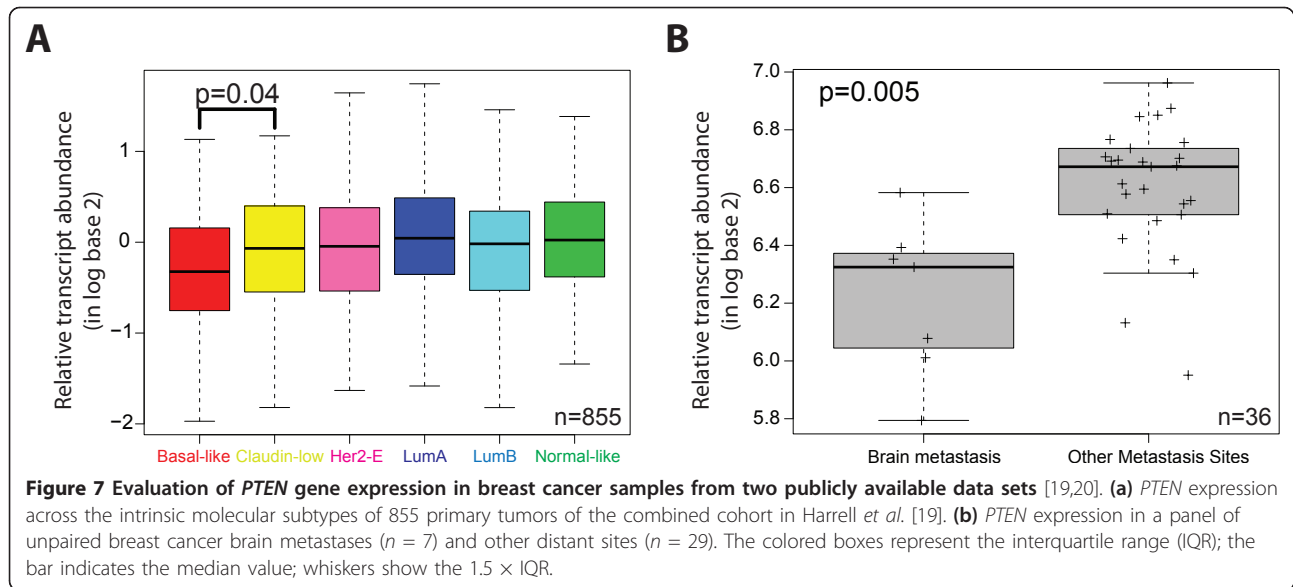 A
Relative transcript abundance
(in log base 2)
p=0.04
1
0
−1
−2
n=855
Basal-like Claudin-low Her2-E LumA LumB Normal-like
B
Relative transcript abundance
(in log base 2)
p=0.005
7.0
6.8
6.6
6.4
6.2
6.0
5.8
n=36
Brain metastasis Other Metastasis Sites
Figure 7 Evaluation of PTEN gene expression in breast cancer samples from two publicly available data sets [19,20]. (a) PTEN expression
across the intrinsic molecular subtypes of 855 primary tumors of the combined cohort in Harrell et al. [19]. (b) PTEN expression in a panel of
unpaired breast cancer brain metastases (n = 7) and other distant sites (n = 29). The colored boxes represent the interquartile range (IQR); the
bar indicates the median value; whiskers show the 1.5 × IQR.